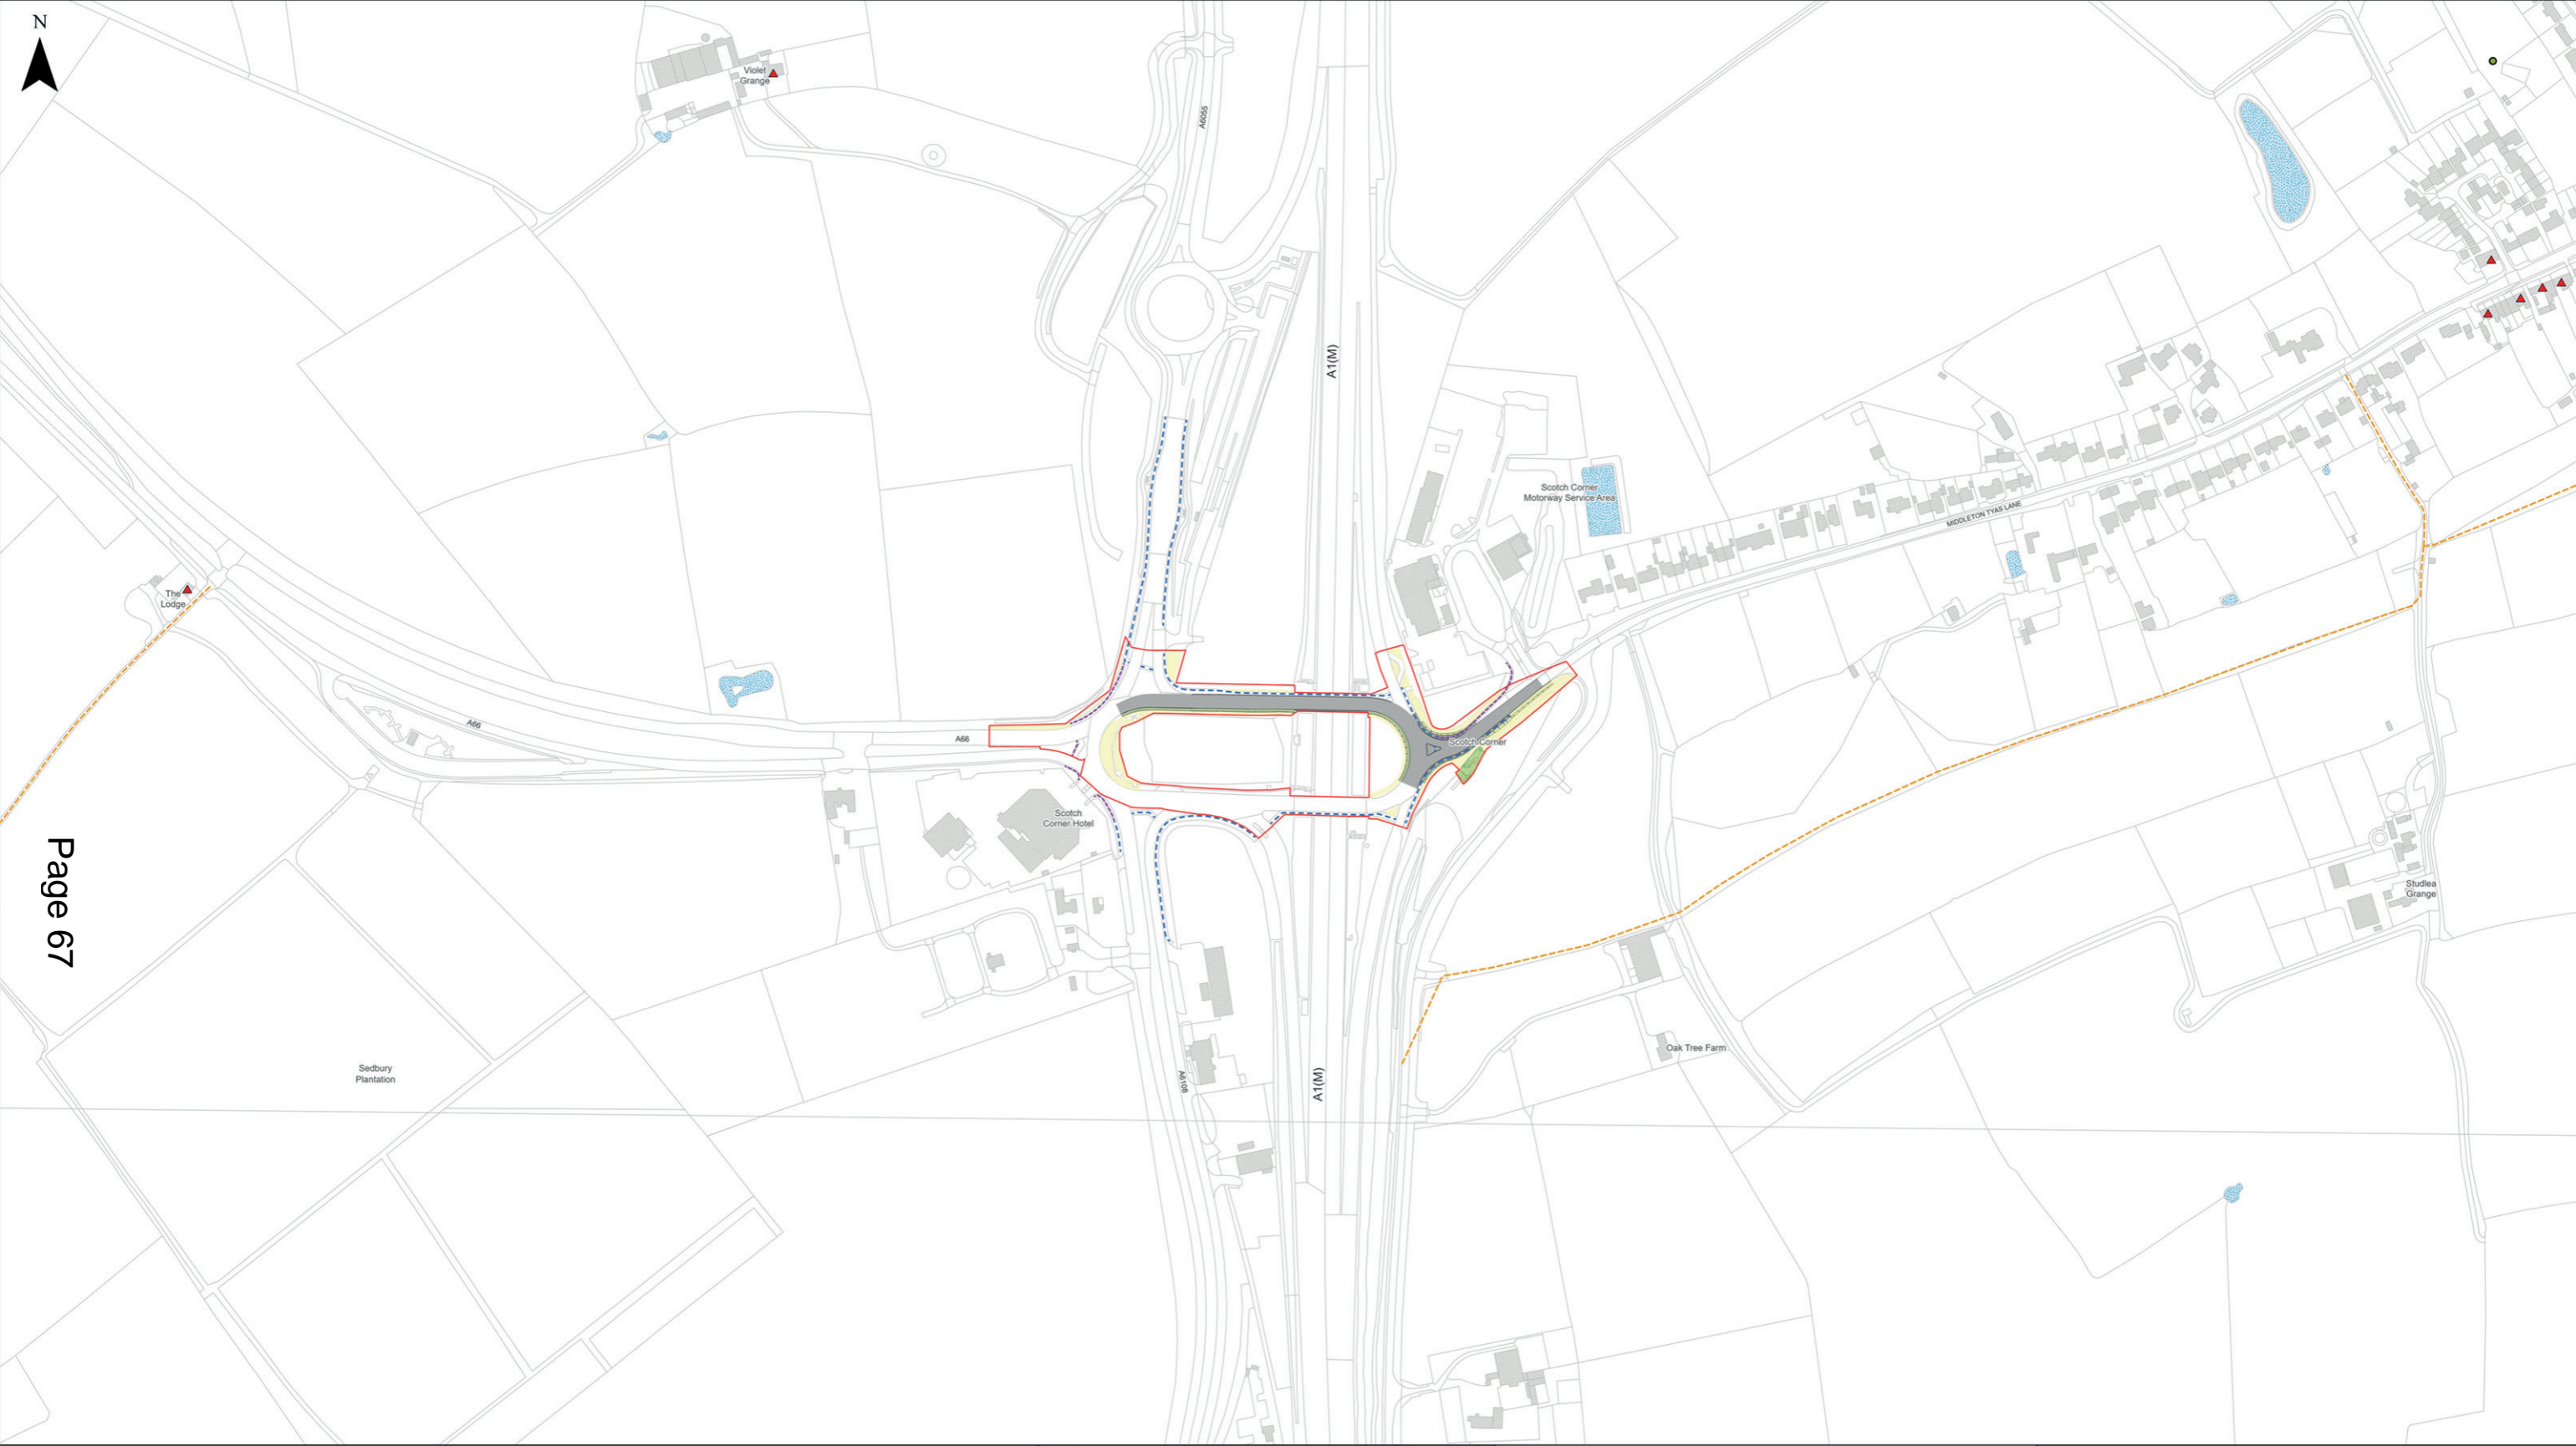 N
Violet
Grange
A6055
A1(M)
Scotch Corner
Motorway Service Area
MIDDLETON TYAS LANE
The
Lodge
A66
A66
Scotch Corner
Scotch
Corner Hotel
Page 67
Studlea
Grange
Oak Tree Farm
Sedbury
Plantation
A6108
A1(M)